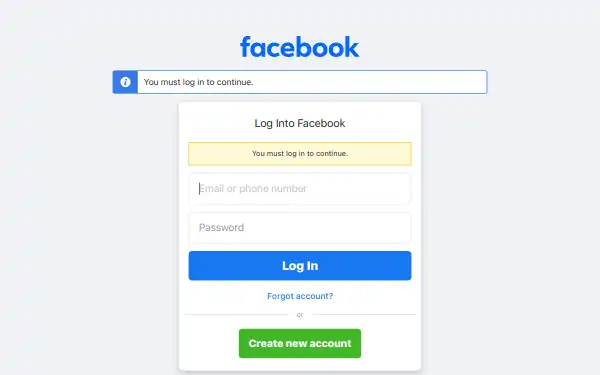 facebook
You must log in to continue.
Log Into Facebook
You must log in to continue.
Email or phone number
Password
Log In
Forgot account?
or
Create new account